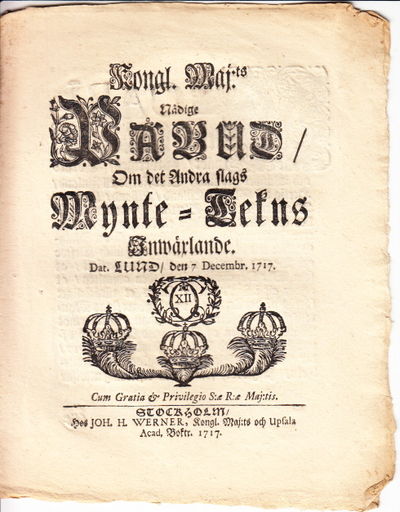 Kongl. Maj:ts
Nådige
PÅBUD/
Om det Andra slags
Mynte-Tekns
Inwäxlande.
Dat. LUND/ den 7 Decembr. 1717.
XII
Cum Gratia & Privilegio S:æ R:æ Maj:tis.
STOCKHOLM/
Hos JOH. H. WERNER, Kongl. Maj:ts och Upsala
Acad. Boktr. 1717.